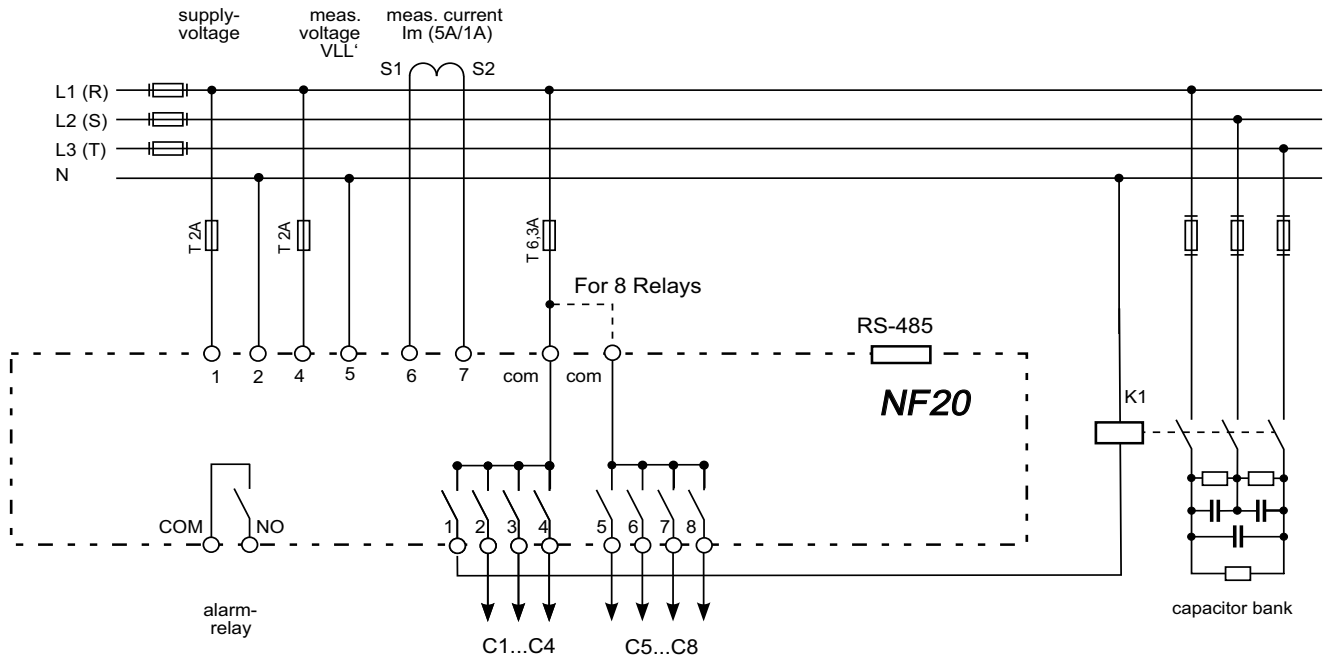 supply-
voltage
meas.
voltage
VLL‘
meas. current
Im (5A/1A)
S1
S2
L1 (R)
L2 (S)
L3 (T)
N
T 2A
T 2A
T 6,3A
For 8 Relays
RS-485
1
2
4
5
6
7
com
com
NF20
K1
COM
NO
1
2
3
4
5
6
7
8
alarm-
relay
C1...C4
C5...C8
capacitor bank